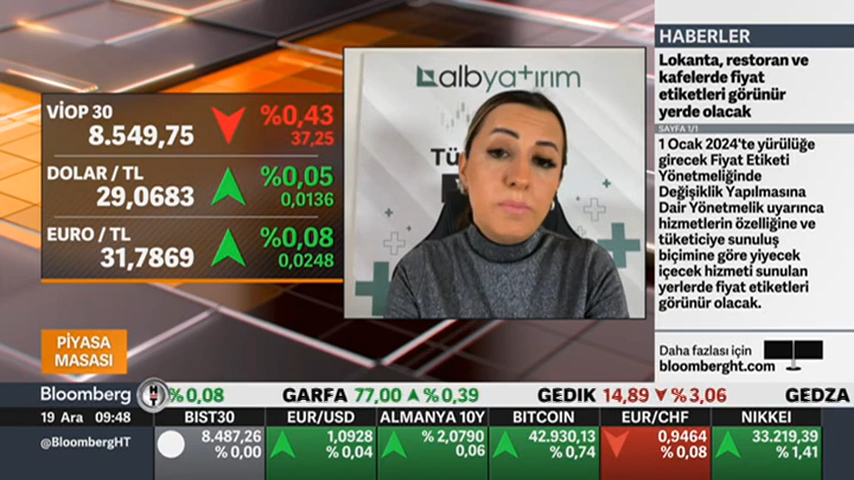 VİOP 30
8.549,75
%0,43
37,25
DOLAR / TL
29,0683
%0,05
0,0136
EURO / TL
31,7869
%0,08
0,0248
PİYASA
MASASI
albyatırım
Tü
HABERLER
Lokanta, restoran ve
kafelerde fiyat
etiketleri görünür
yerde olacak
SAYFA 1/1
1 Ocak 2024'te yürülüğe
girecek Fiyat Etiketi
Yönetmeliğinde
Değişiklik Yapılmasına
Dair Yönetmelik uyarınca
hizmetlerin özelliğine ve
tüketiciye sunuluş
biçimine göre yiyecek
içecek hizmeti sunulan
yerlerde fiyat etiketleri
görünür olacak.
Daha fazlası için
bloomberght.com
Bloomberg HT
%0,08 GARFA 77,00 %0,39 GEDIK 14,89 %3,06 GEDZA
19 Ara 09:48
@BloombergHT
BIST30
8.487,26
% 0,00
EUR/USD
1,0928
% 0,04
ALMANYA 10Y
% 2,0790
0,06
BITCOIN
42.930,13
% 0,74
EUR/CHF
0,9464
% 0,08
NIKKEI
33.219,39
% 1,41